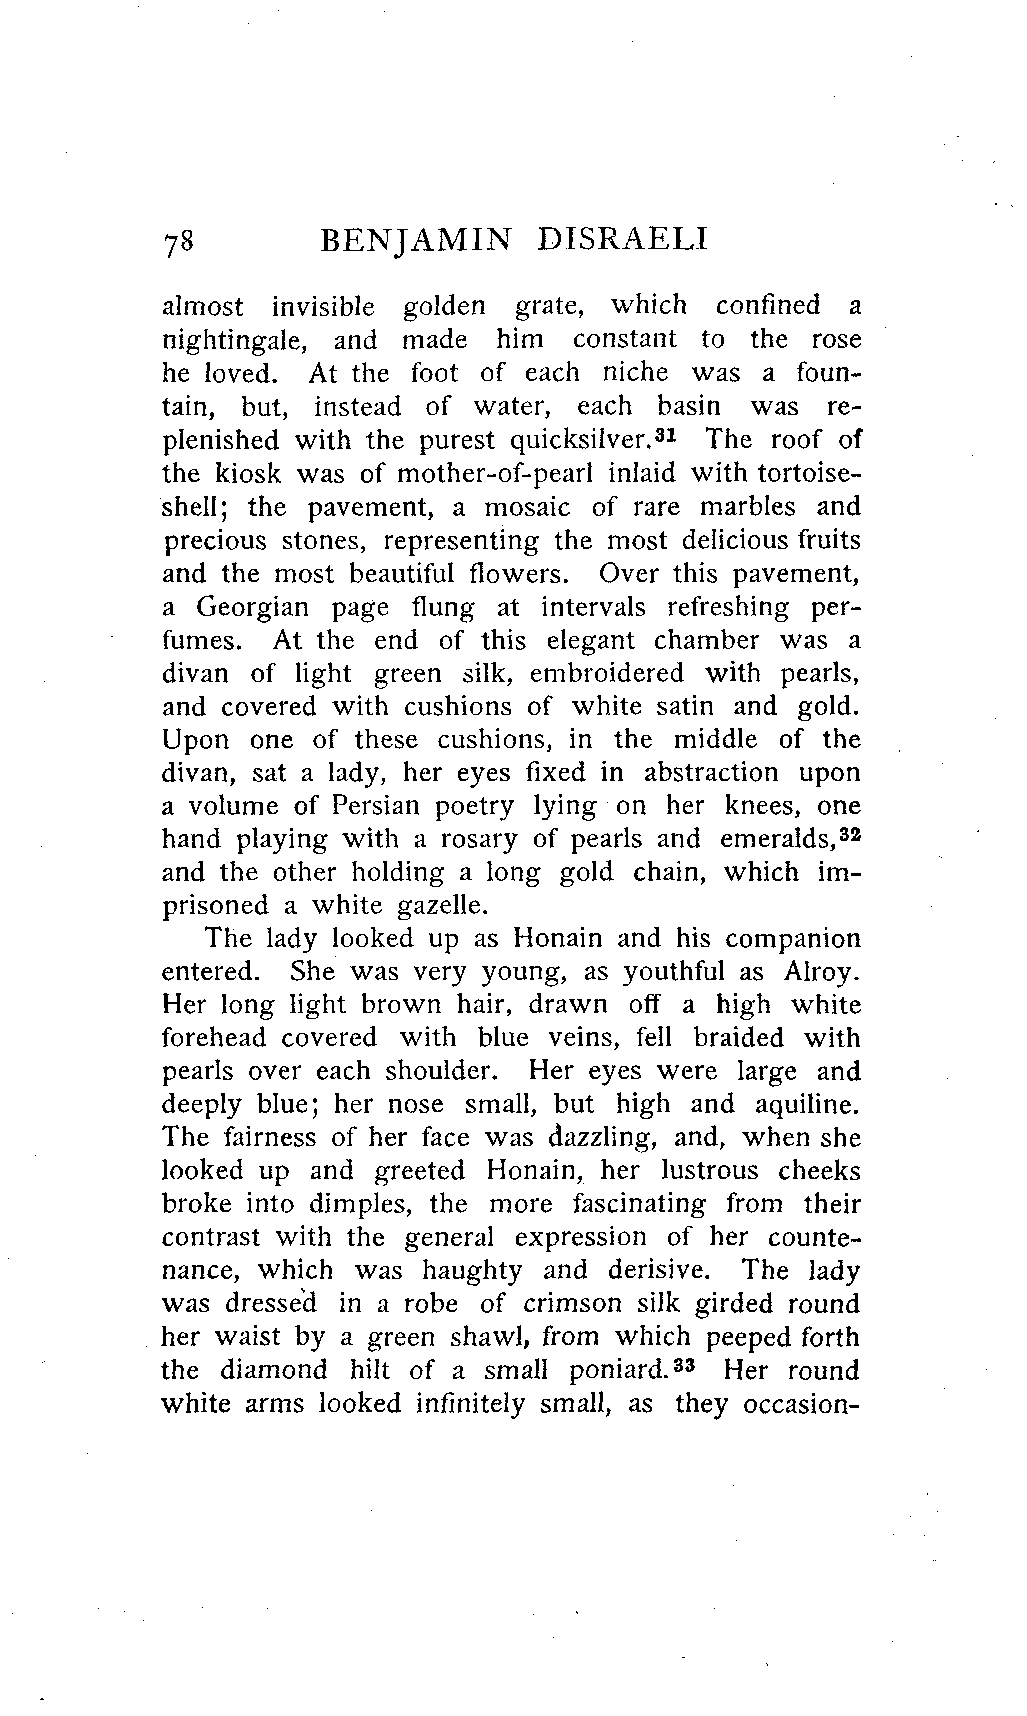 78 BENJAMIN DISRAELI
almost invisible golden grate, which confined a
nightingale, and made him constant to the rose
he loved. At the foot of each niche was a foun-
tain, but, instead of water, each basin was re-
plenished with the purest quicksilver.31 The roof of
the kiosk was of mother-of-pearl inlaid with tortoise-
shell; the pavement, a mosaic of rare marbles and
precious stones, representing the most delicious fruits
and the most beautiful flowers. Over this pavement,
a Georgian page flung at intervals refreshing per-
fumes. At the end of this elegant chamber was a
divan of light green silk, embroidered with pearls,
and covered with cushions of white satin and gold.
Upon one of these cushions, in the middle of the
divan, sat a lady, her eyes fixed in abstraction upon
a volume of Persian poetry lying on her knees, one
hand playing with a rosary of pearls and emeralds,32
and the other holding a long gold chain, which im-
prisoned a white gazelle.
The lady looked up as Honain and his companion
entered. She was very young, as youthful as Alroy.
Her long light brown hair, drawn off a high white
forehead covered with blue veins, fell braided with
pearls over each shoulder. Her eyes were large and
deeply blue; her nose small, but high and aquiline.
The fairness of her face was dazzling, and, when she
looked up and greeted Honain, her lustrous cheeks
broke into dimples, the more fascinating from their
contrast with the general expression of her counte-
nance, which was haughty and derisive. The lady
was dressed in a robe of crimson silk girded round
her waist by a green shawl, from which peeped forth
the diamond hilt of a small poniard.33 Her round
white arms looked infinitely small, as they occasion-